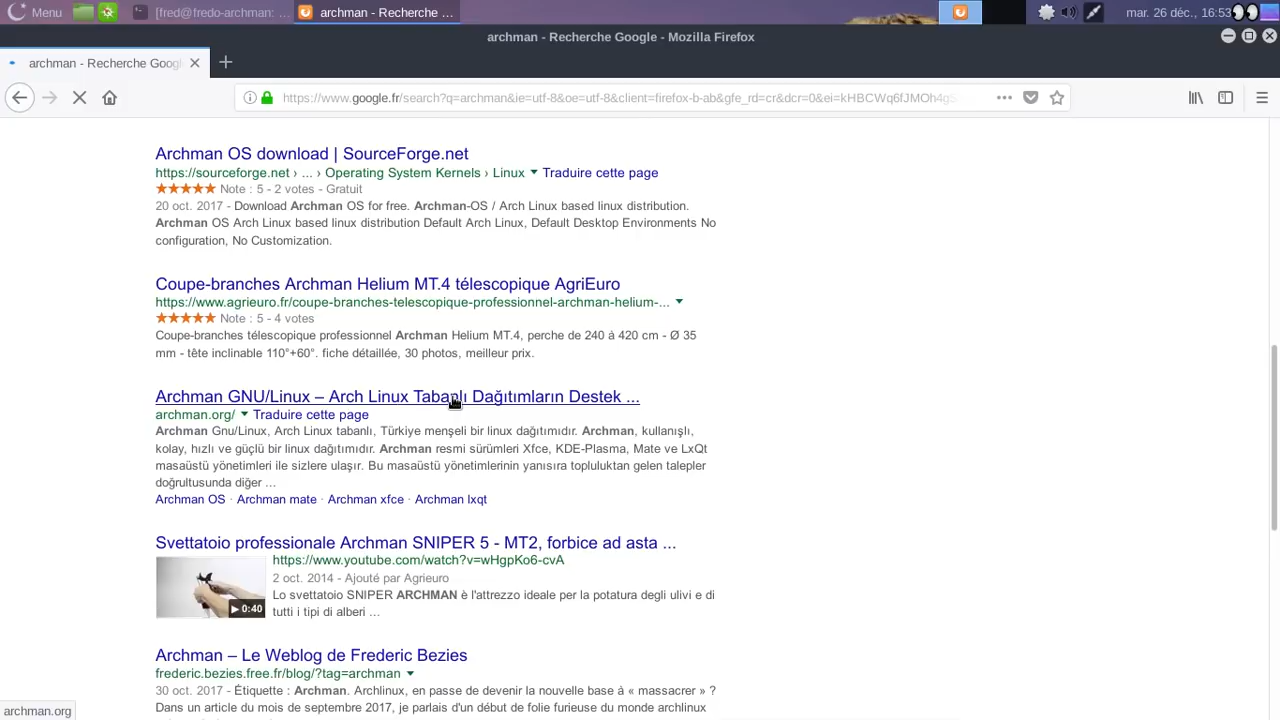 Menu
[fred@fredo-archman: ...
archman - Recherche ...
mar. 26 déc., 16:53
archman - Recherche Google - Mozilla Firefox
archman - Recherche Googl
https://www.google.fr/search?q=archman&ie=utf-8&oe=utf-8&client=firefox-b-ab&gfe_rd=cr&dcr=0&ei=kHBCWq6fJMOh4gS
Archman OS download | SourceForge.net
https://sourceforge.net › ... › Operating System Kernels › Linux Traduire cette page
Note : 5 - 2 votes - Gratuit
20 oct. 2017 - Download Archman OS for free. Archman-OS / Arch Linux based linux distribution.
Archman OS Arch Linux based linux distribution Default Arch Linux, Default Desktop Environments No
configuration, No Customization.
Coupe-branches Archman Helium MT.4 télescopique AgriEuro
https://www.agrieuro.fr/coupe-branches-telescopique-professionnel-archman-helium-...
Note : 5 - 4 votes
Coupe-branches télescopique professionnel Archman Helium MT.4, perche de 240 à 420 cm - Ø 35
mm - tête inclinable 110°+60°. fiche détaillée, 30 photos, meilleur prix.
Archman GNU/Linux – Arch Linux Tabanlı Dağıtımların Destek ...
archman.org/ Traduire cette page
Archman Gnu/Linux, Arch Linux tabanlı, Türkiye menşeli bir linux dağıtımıdır. Archman, kullanışlı,
kolay, hızlı ve güçlü bir linux dağıtımıdır. Archman resmi sürümleri Xfce, KDE-Plasma, Mate ve LxQt
masaüstü yönetimleri ile sizlere ulaşır. Bu masaüstü yönetimlerinin yanısıra topluluktan gelen talepler
doğrultusunda diğer ...
Archman OS · Archman mate · Archman xfce · Archman lxqt
Svettatoio professionale Archman SNIPER 5 - MT2, forbice ad asta ...
https://www.youtube.com/watch?v=wHgpKo6-cvA
2 oct. 2014 - Ajouté par Agrieuro
Lo svettatoio SNIPER ARCHMAN è l'attrezzo ideale per la potatura degli ulivi e di
tutti i tipi di alberi ...
0:40
Archman – Le Weblog de Frederic Bezies
frederic.bezies.free.fr/blog/?tag=archman
30 oct. 2017 - Étiquette : Archman. Archlinux, en passe de devenir la nouvelle base à « massacrer » ?
Dans un article du mois de septembre 2017, je parlais d'un début de folie furieuse du monde archlinux
archman.org